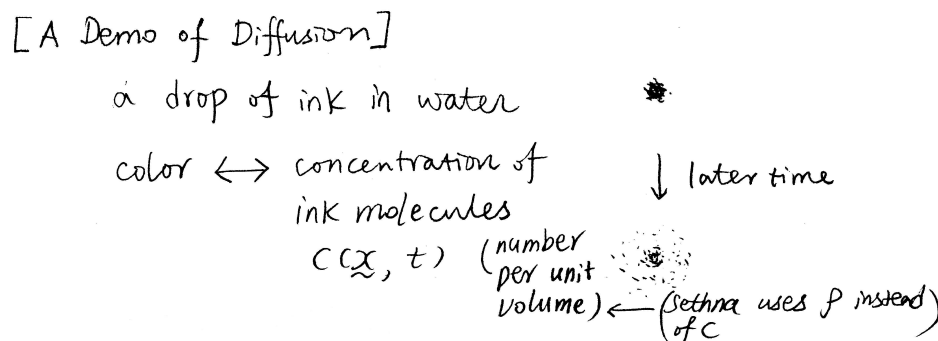 [A Demo of Diffusion]
a drop of ink in water
color ↔ concentration of
ink molecules
C(x̰, t) (number
per unit
volume)
↓ later time
← (Sethna uses ρ instead
of C)